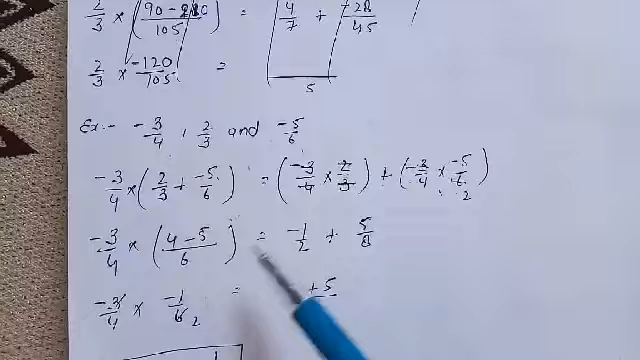 2/3 × (90 - 210 / 105) = 4/7 + -28/45
2/3 × -120/105 =
5
Ex:- -3/4 , 2/3 and -5/6
-3/4 × (2/3 + -5/6) = (-3/4 × 2/3) + (-3/4 × -5/6) 2
-3/4 × (4-5/6) = -1/2 + 5/8
-3/4 × -1/6 2 = +5